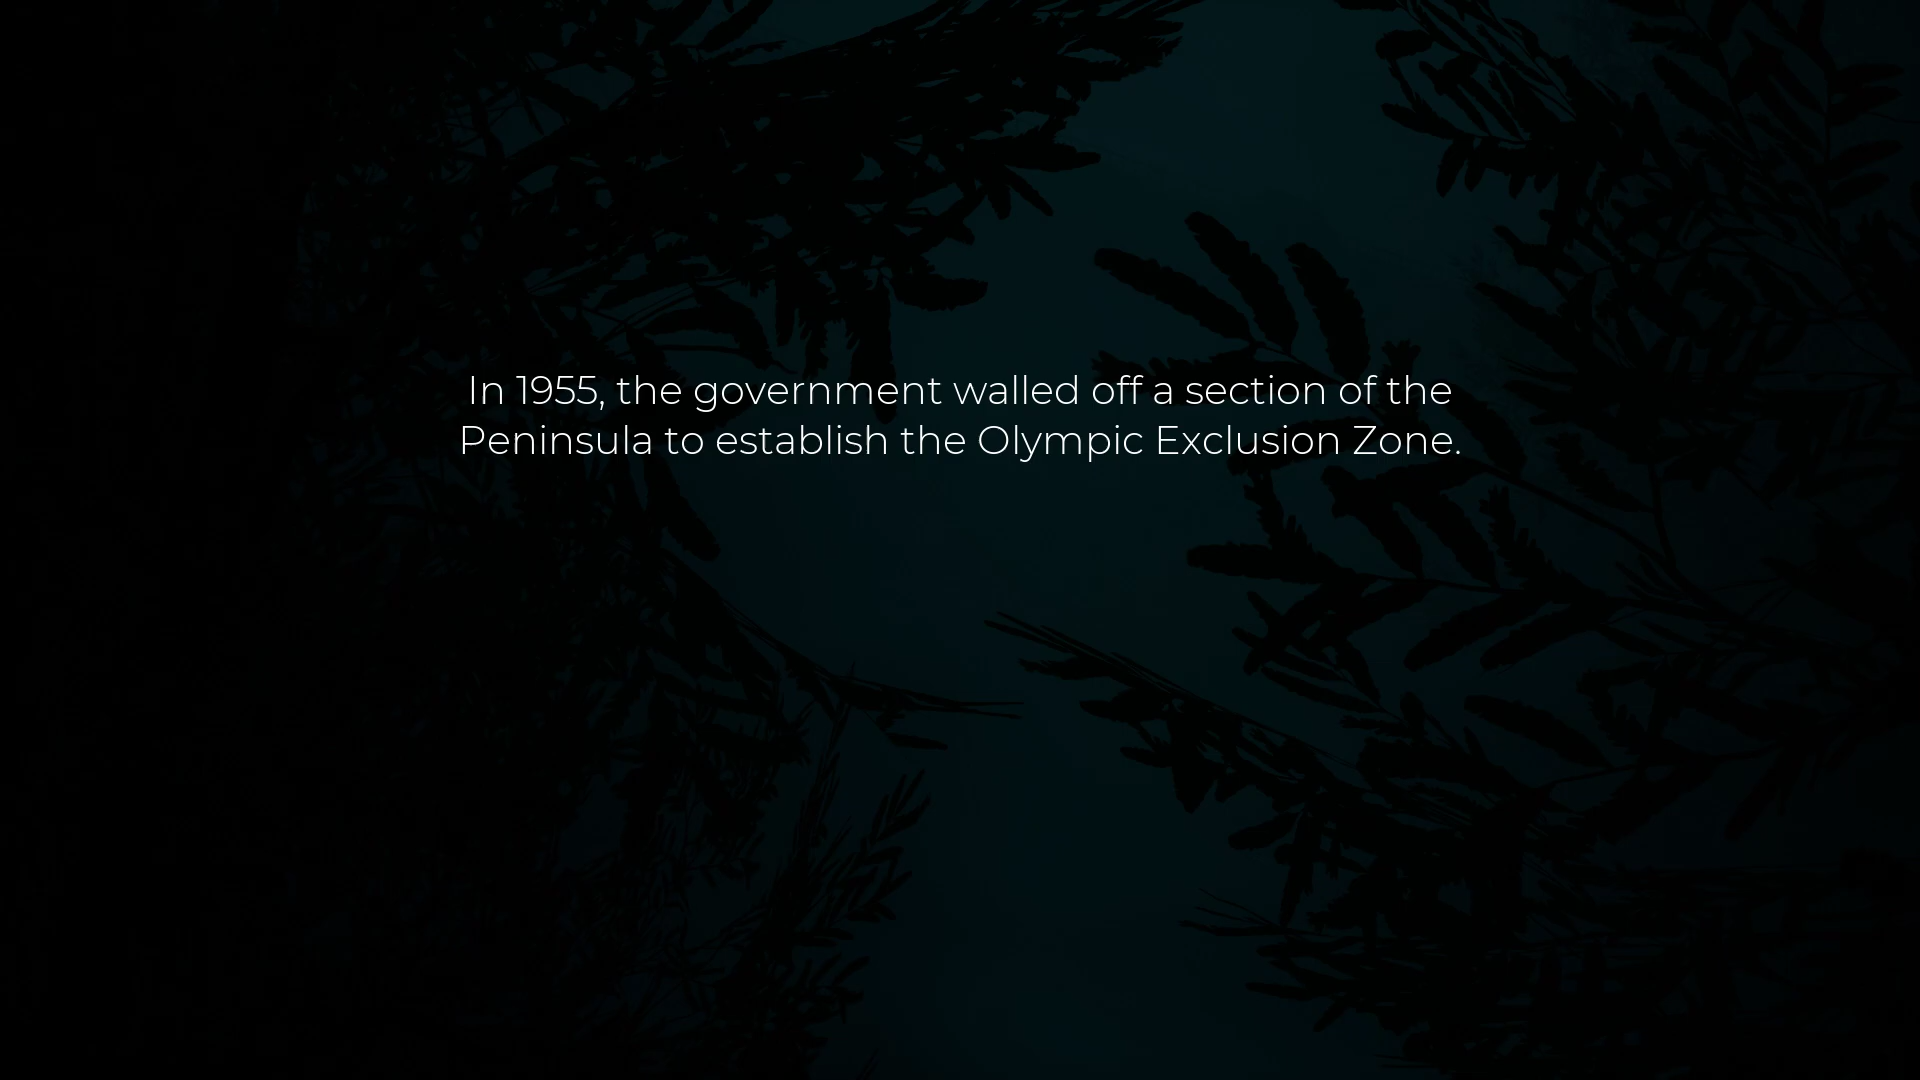 In 1955, the government walled off a section of the
Peninsula to establish the Olympic Exclusion Zone.